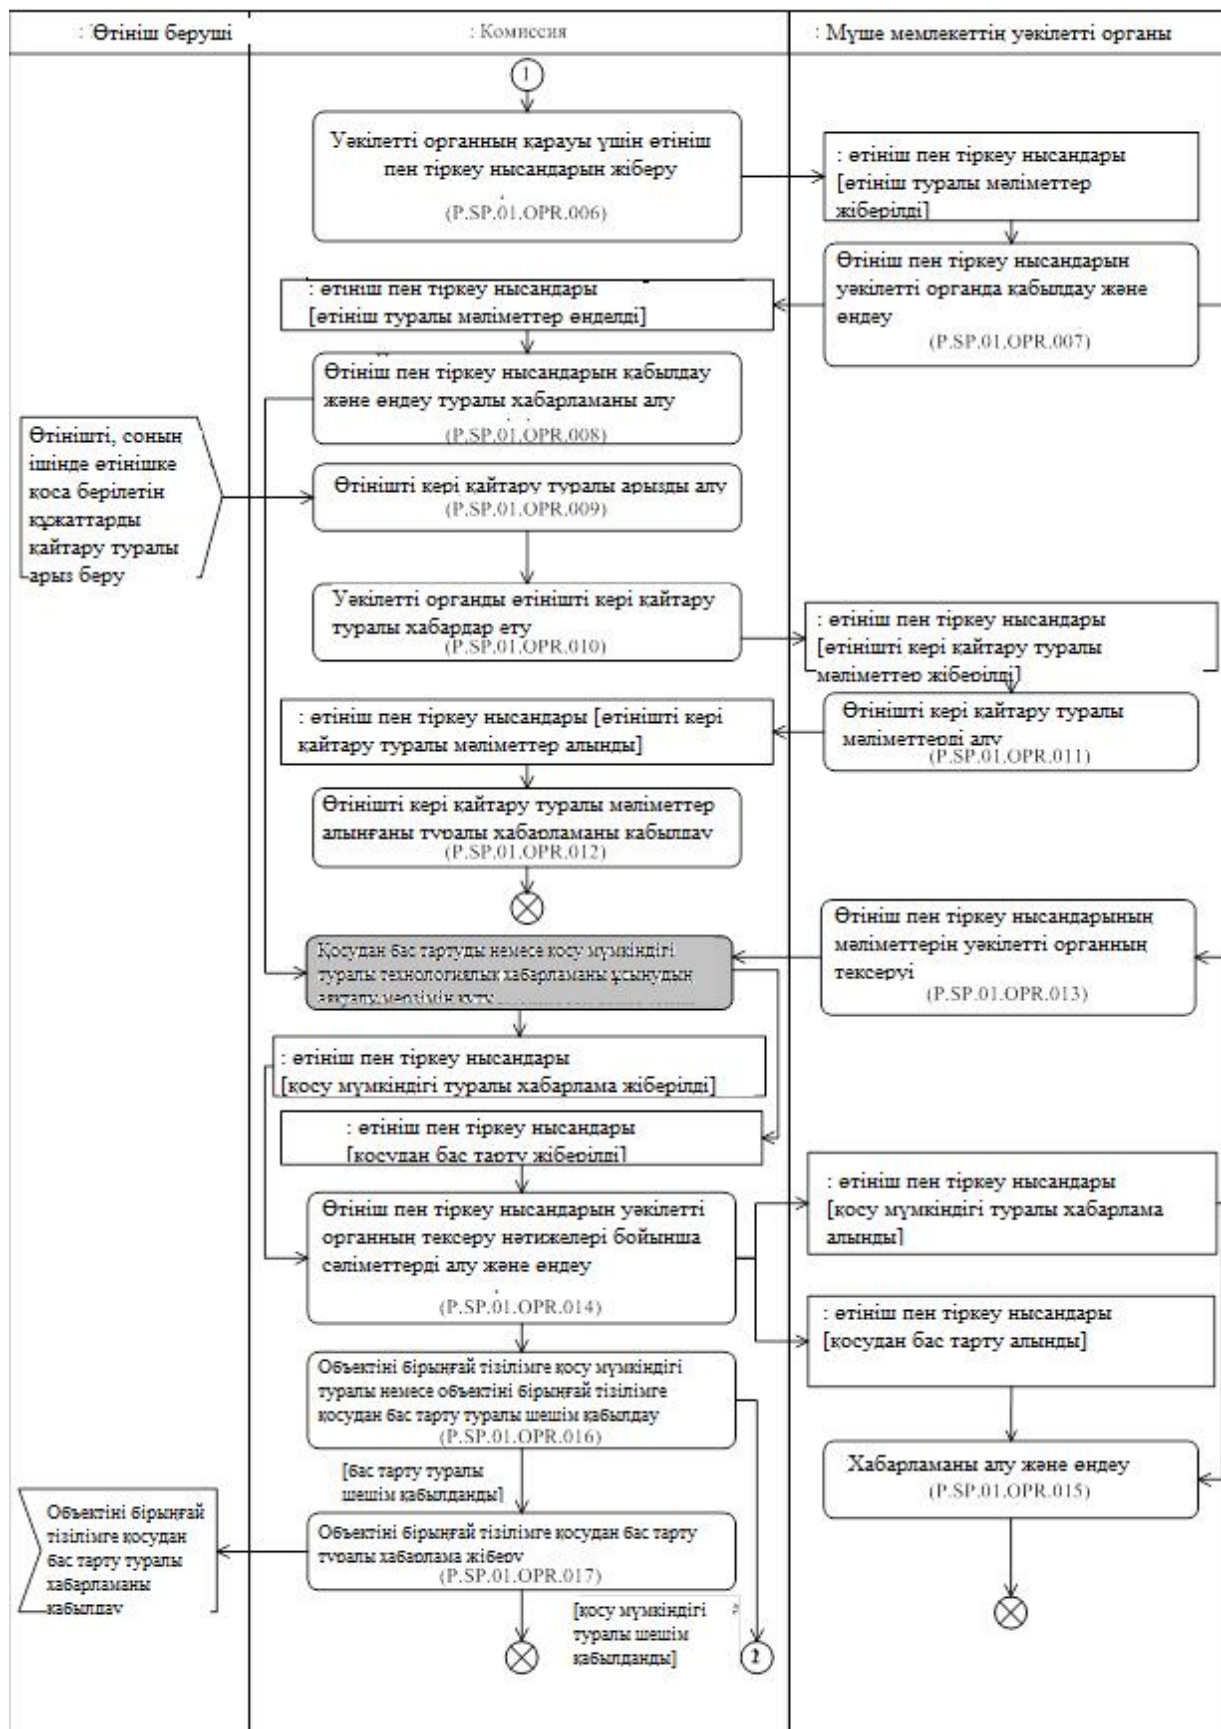 : Өтініш беруші
: Комиссия
: Мүше мемлекеттің уәкілетті органы
1
Уәкілетті органның қарауы үшін өтініш
пен тіркеу нысандарын жіберу
(P.SP.01.OPR.006)
: өтініш пен тіркеу нысандары
[өтініш туралы мәліметтер
жіберілді]
Өтініш пен тіркеу нысандарын
уәкілетті органда қабылдау және
өңдеу
(P.SP.01.OPR.007)
: өтініш пен тіркеу нысандары
[өтініш туралы мәліметтер өңделді]
Өтініш пен тіркеу нысандарын қабылдау
және өңдеу туралы хабарламаны алу
(P.SP.01.OPR.008)
Өтінішті, соның
ішінде өтінішке
қоса берілетін
құжаттарды
қайтару туралы
арыз беру
Өтінішті кері қайтару туралы арызды алу
(P.SP.01.OPR.009)
Уәкілетті органды өтінішті кері қайтару
туралы хабардар ету
(P.SP.01.OPR.010)
: өтініш пен тіркеу нысандары
[өтінішті кері қайтару туралы
мәліметтер жіберілді]
Өтінішті кері қайтару туралы
мәліметтерді алу
(P.SP.01.OPR.011)
: өтініш пен тіркеу нысандары [өтінішті кері
қайтару туралы мәліметтер алынды]
Өтінішті кері қайтару туралы мәліметтер
алынғаны туралы хабарламаны қабылдау
(P.SP.01.OPR.012)
Өтініш пен тіркеу нысандарының
мәліметтерін уәкілетті органның
тексеруі
(P.SP.01.OPR.013)
Қосудан бас тартуды немесе қосу мүмкіндігі
туралы технологиялық хабарламаны ұсынудың
аяқталу мерзімін күту
: өтініш пен тіркеу нысандары
[қосу мүмкіндігі туралы хабарлама жіберілді]
: өтініш пен тіркеу нысандары
[қосудан бас тарту жіберілді]
Өтініш пен тіркеу нысандарын уәкілетті
органның тексеру нәтижелері бойынша
сәліметтерді алу және өңдеу
(P.SP.01.OPR.014)
: өтініш пен тіркеу нысандары
[қосу мүмкіндігі туралы хабарлама
алынды]
: өтініш пен тіркеу нысандары
[қосудан бас тарту алынды]
Объектіні бірыңғай тізілімге қосу мүмкіндігі
туралы немесе объектіні бірыңғай тізілімге
қосудан бас тарту туралы шешім қабылдау
(P.SP.01.OPR.016)
Хабарламаны алу және өңдеу
(P.SP.01.OPR.015)
[бас тарту туралы
шешім қабылданды]
Объектіні бірыңғай тізілімге қосудан бас тарту
туралы хабарлама жіберу
(P.SP.01.OPR.017)
Объектіні бірыңғай
тізілімге қосудан
бас тарту туралы
хабарламаны
қабылдау
[қосу мүмкіндігі
туралы шешім
қабылданды]
2